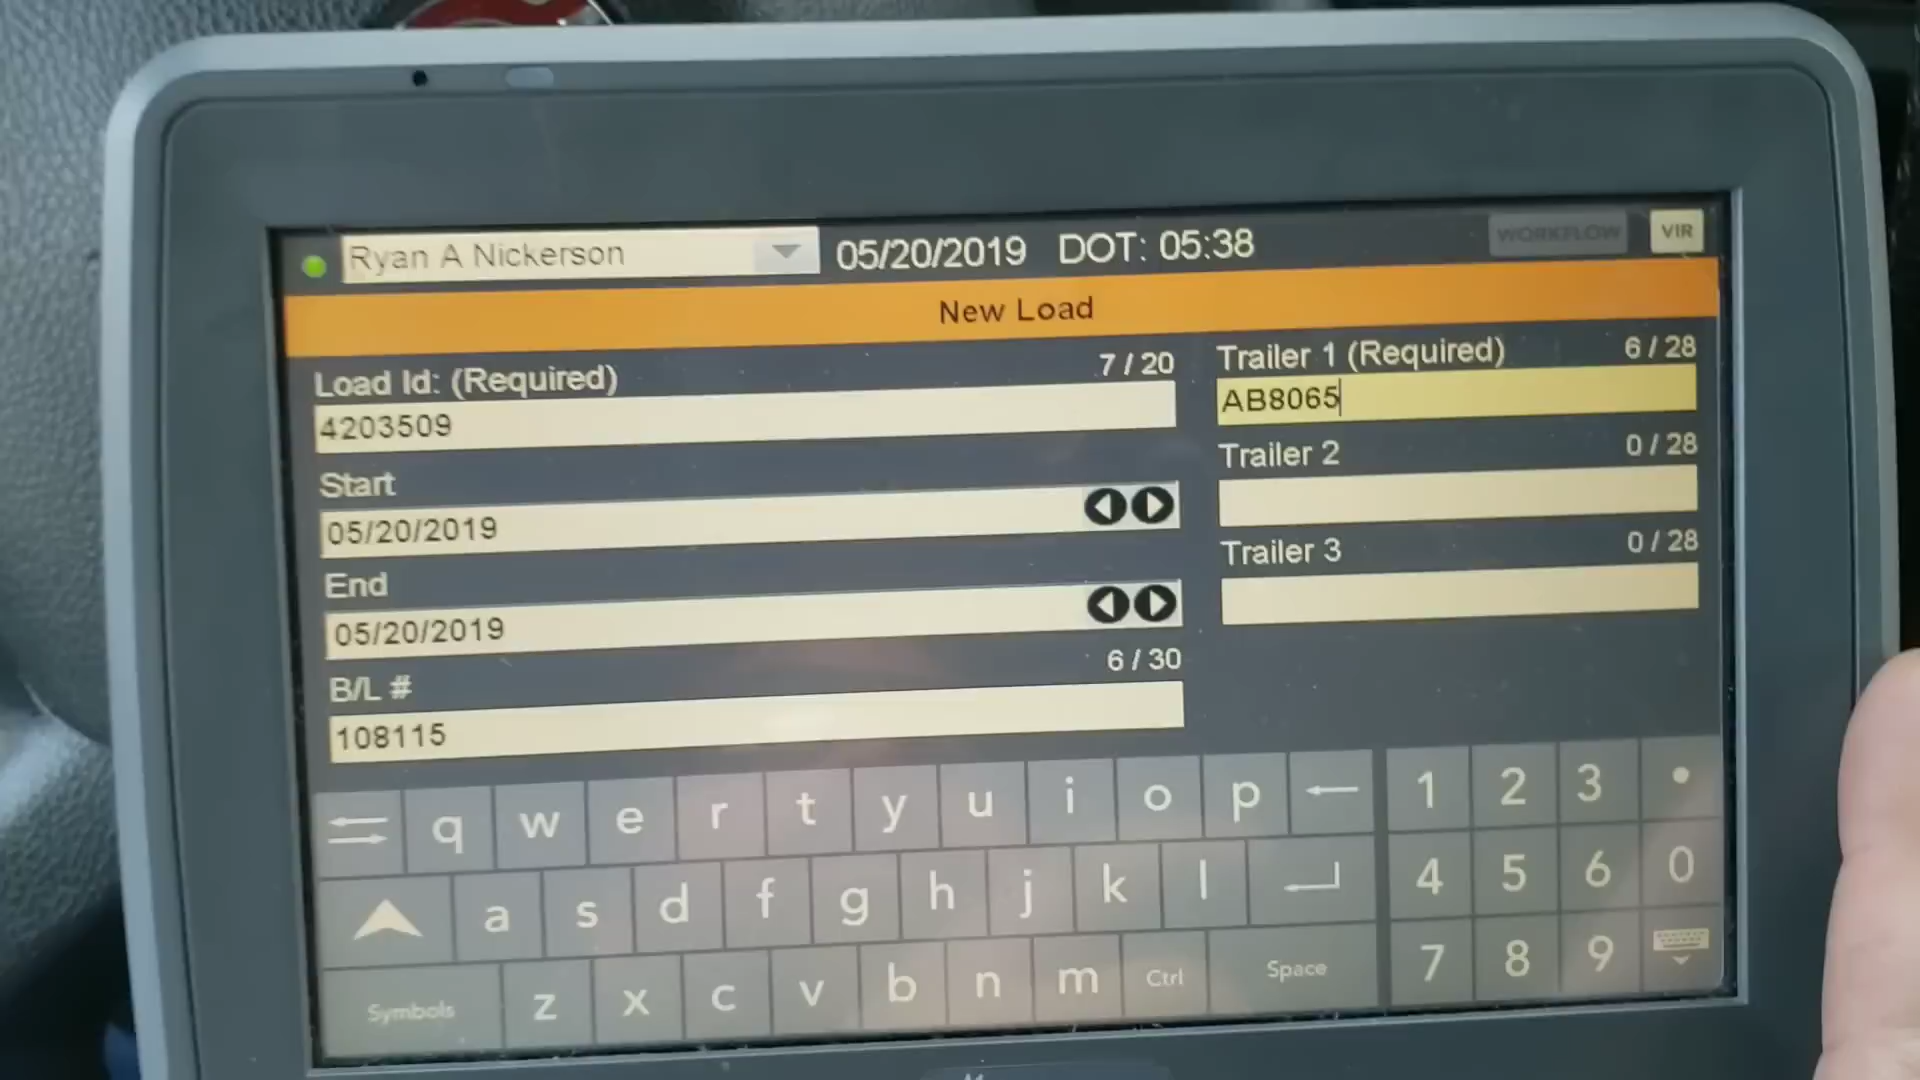 Ryan A Nickerson 05/20/2019 DOT: 05:38 WORKFLOW VIR
New Load
Load Id: (Required) 7 / 20
4203509
Start
05/20/2019
End
05/20/2019
B/L # 6 / 30
108115
Trailer 1 (Required) 6 / 28
AB8065
Trailer 2 0 / 28
Trailer 3 0 / 28
q w e r t y u i o p 1 2 3 .
a s d f g h j k l 4 5 6 0
Symbols z x c v b n m Ctrl Space 7 8 9